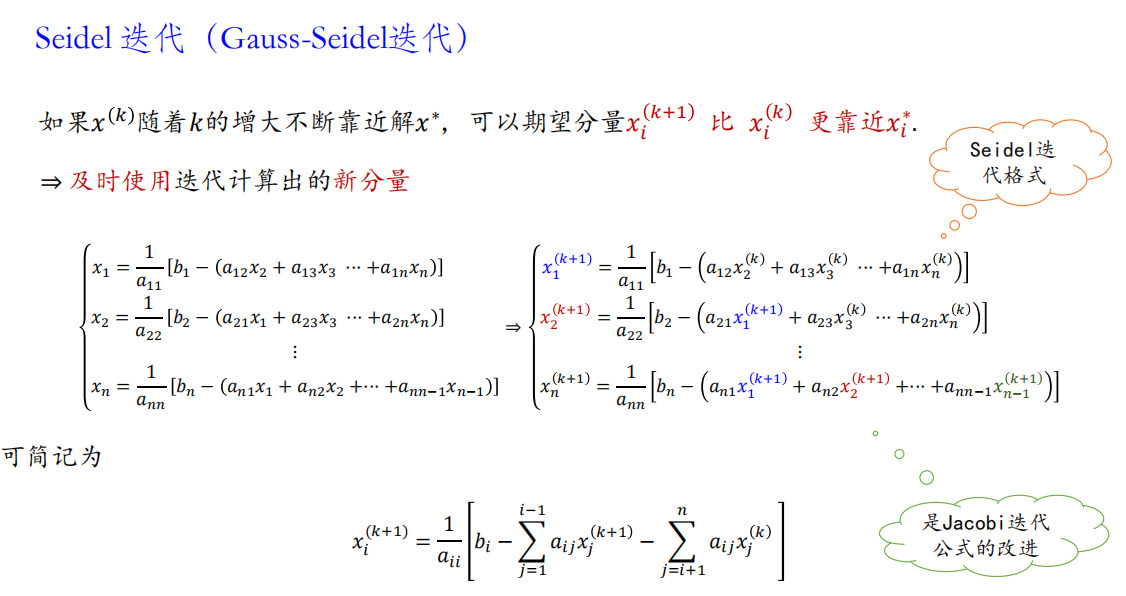 Seidel 迭代（Gauss-Seidel迭代）
如果$x^{(k)}$随着$k$的增大不断靠近解$x^*$，可以期望分量$x_i^{(k+1)}$ 比 $x_i^{(k)}$ 更靠近$x_i^*$.
⇒ 及时使用迭代计算出的新分量
Seidel迭
代格式
$\begin{cases} x_1 = \frac{1}{a_{11}}[b_1 - (a_{12}x_2 + a_{13}x_3 \ \cdots + a_{1n}x_n)] \\ x_2 = \frac{1}{a_{22}}[b_2 - (a_{21}x_1 + a_{23}x_3 \ \cdots + a_{2n}x_n)] \\ \vdots \\ x_n = \frac{1}{a_{nn}}[b_n - (a_{n1}x_1 + a_{n2}x_2 + \cdots + a_{nn-1}x_{n-1})] \end{cases}$ ⇒ $\begin{cases} x_1^{(k+1)} = \frac{1}{a_{11}}\left[b_1 - \left(a_{12}x_2^{(k)} + a_{13}x_3^{(k)} \ \cdots + a_{1n}x_n^{(k)}\right)\right] \\ x_2^{(k+1)} = \frac{1}{a_{22}}\left[b_2 - \left(a_{21}x_1^{(k+1)} + a_{23}x_3^{(k)} \ \cdots + a_{2n}x_n^{(k)}\right)\right] \\ \vdots \\ x_n^{(k+1)} = \frac{1}{a_{nn}}\left[b_n - \left(a_{n1}x_1^{(k+1)} + a_{n2}x_2^{(k+1)} + \cdots + a_{nn-1}x_{n-1}^{(k+1)}\right)\right] \end{cases}$
可简记为
$x_i^{(k+1)} = \frac{1}{a_{ii}}\left[b_i - \sum_{j=1}^{i-1} a_{ij}x_j^{(k+1)} - \sum_{j=i+1}^{n} a_{ij}x_j^{(k)}\right]$
是Jacobi迭代
公式的改进